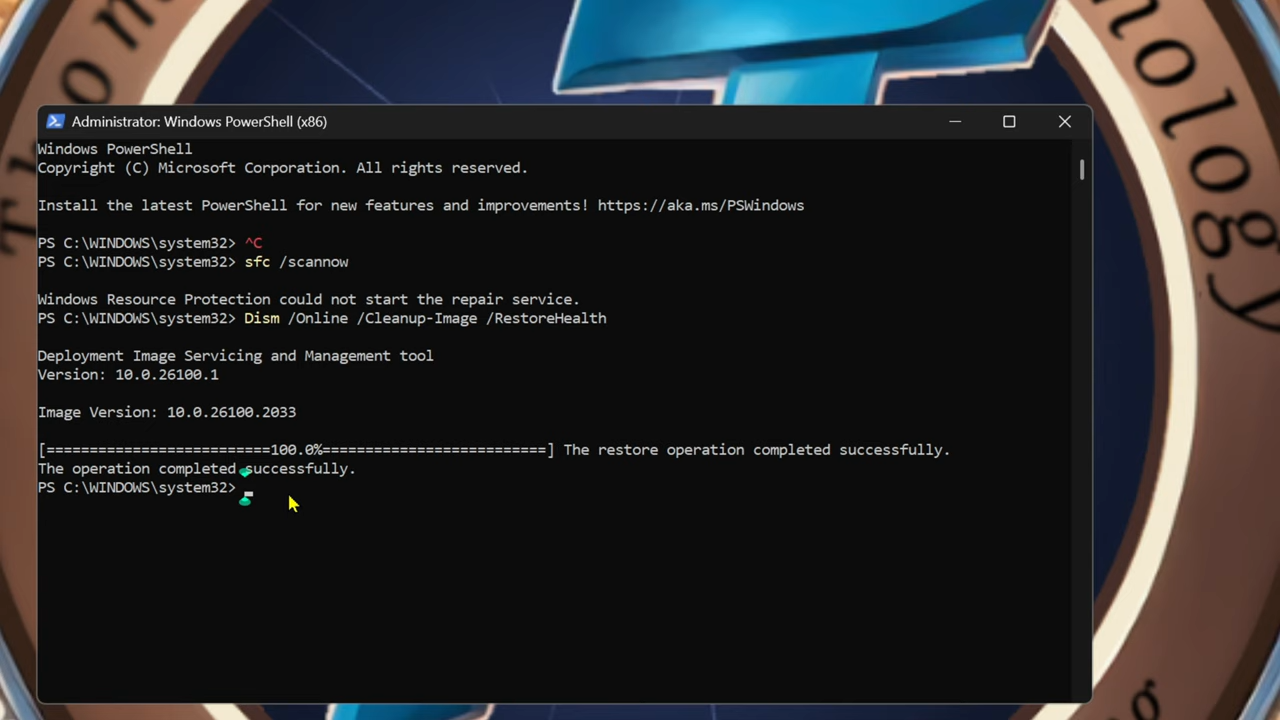 Administrator: Windows PowerShell (x86)
Windows PowerShell
Copyright (C) Microsoft Corporation. All rights reserved.
Install the latest PowerShell for new features and improvements! https://aka.ms/PSWindows
PS C:\WINDOWS\system32> ^C
PS C:\WINDOWS\system32> sfc /scannow
Windows Resource Protection could not start the repair service.
PS C:\WINDOWS\system32> Dism /Online /Cleanup-Image /RestoreHealth
Deployment Image Servicing and Management tool
Version: 10.0.26100.1
Image Version: 10.0.26100.2033
[==========================100.0%==========================] The restore operation completed successfully.
The operation completed successfully.
PS C:\WINDOWS\system32>